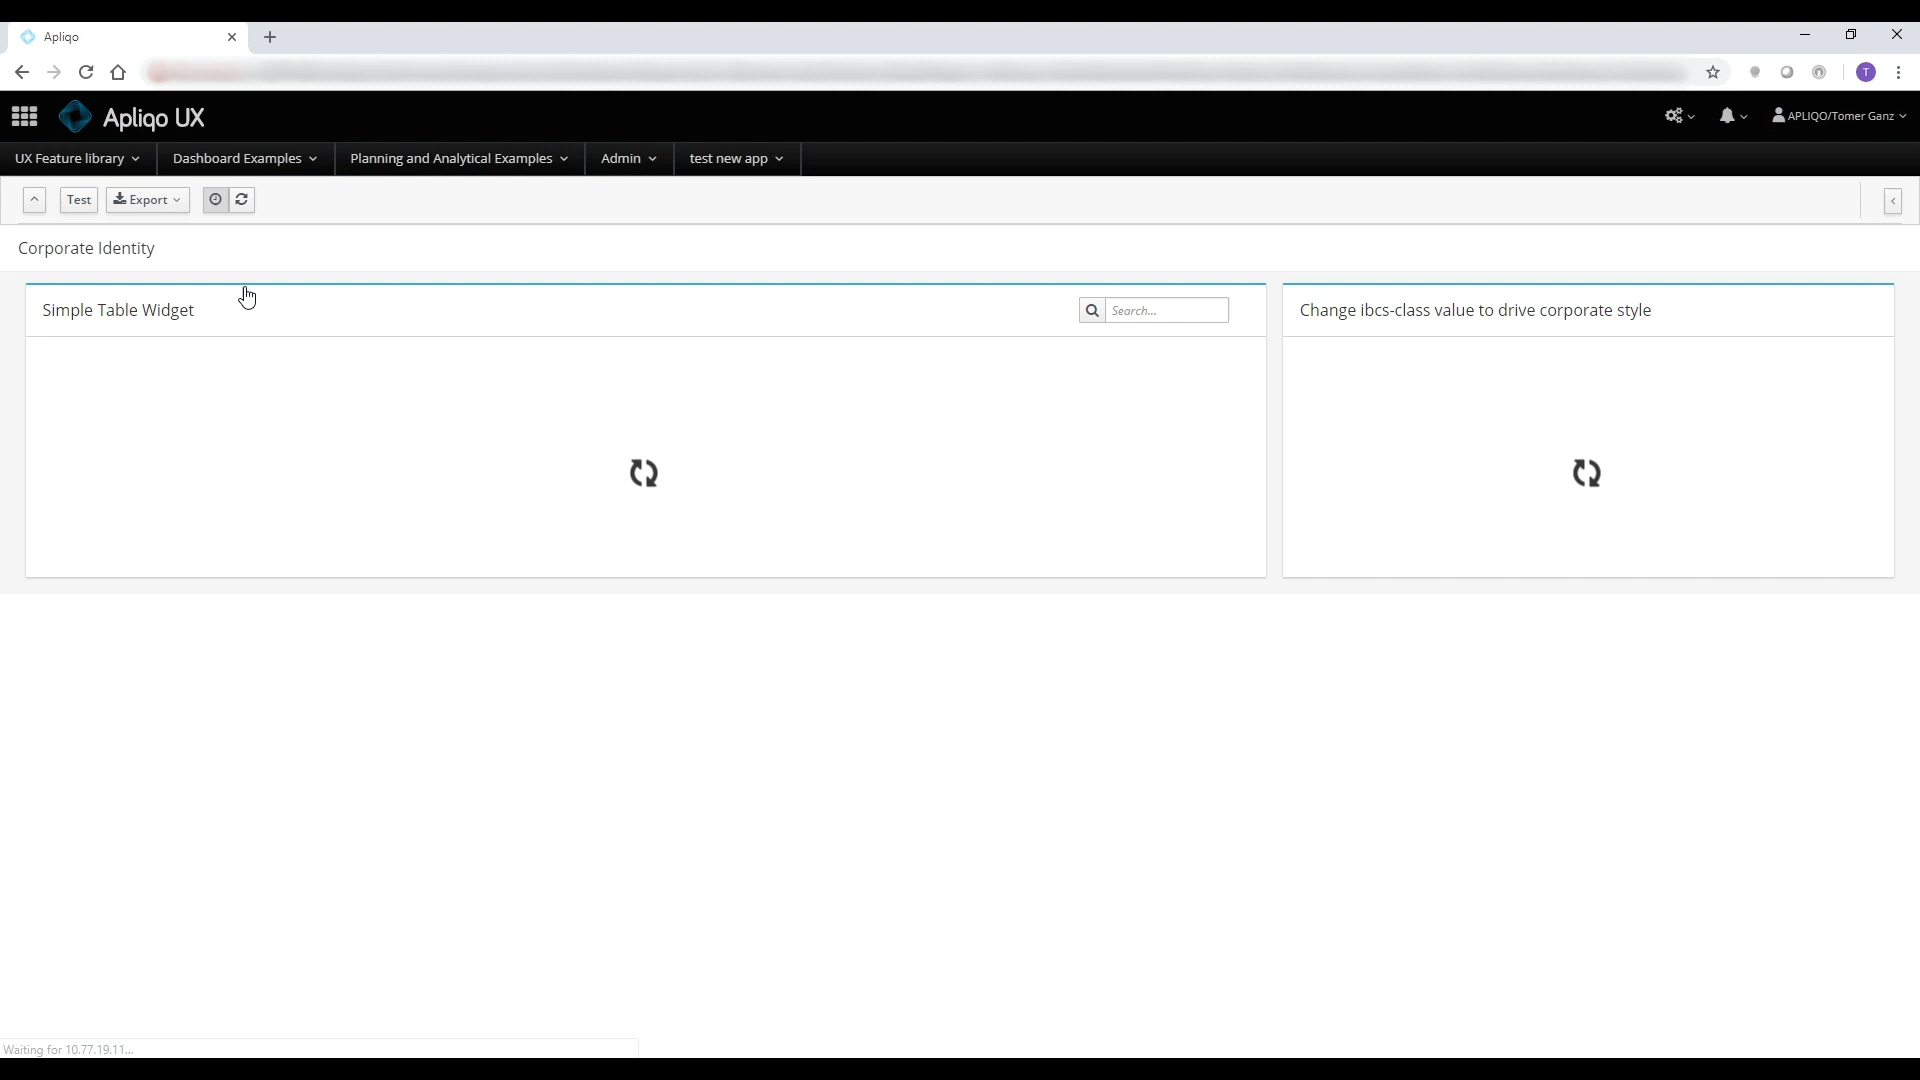 Apliqo
T
Apliqo UX
APLIQO/Tomer Ganz
UX Feature library
Dashboard Examples
Planning and Analytical Examples
Admin
test new app
Test
Export
Corporate Identity
Simple Table Widget
Search...
Change ibcs-class value to drive corporate style
Waiting for 10.77.19.11...